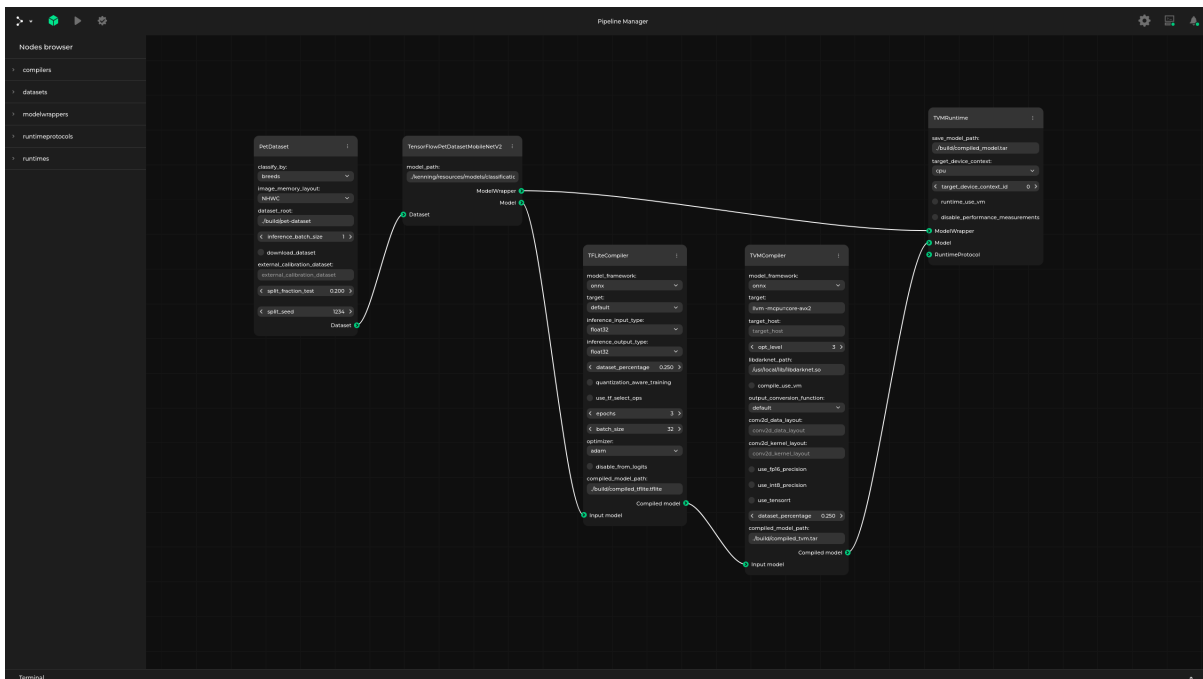 Pipeline Manager
Nodes browser
compilers
datasets
modelwrappers
runtimeprotocols
runtimes
PetDataset
classify_by:
breeds
image_memory_layout:
NHWC
dataset_root:
./build/pet-dataset
inference_batch_size 1
download_dataset
external_calibration_dataset:
external_calibration_dataset
split_fraction_test 0.200
split_seed 1234
Dataset
TensorFlowPetDatasetMobileNetV2
model_path:
./kenning/resources/models/classificatic
ModelWrapper
Model
Dataset
TFLiteCompiler
model_framework:
onnx
target:
default
inference_input_type:
float32
inference_output_type:
float32
dataset_percentage 0.250
quantization_aware_training
use_tf_select_ops
epochs 3
batch_size 32
optimizer:
adam
disable_from_logits
compiled_model_path:
./build/compiled_tflite.tflite
Compiled model
Input model
TVMCompiler
model_framework:
onnx
target:
llvm -mcpu=core-avx2
target_host:
target_host
opt_level 3
libdarknet_path:
/usr/local/lib/libdarknet.so
compile_use_vm
output_conversion_function:
default
conv2d_data_layout:
conv2d_data_layout
conv2d_kernel_layout:
conv2d_kernel_layout
use_fp16_precision
use_int8_precision
use_tensorrt
dataset_percentage 0.250
compiled_model_path:
./build/compiled_tvm.tar
Compiled model
Input model
TVMRuntime
save_model_path:
./build/compiled_model.tar
target_device_context:
cpu
target_device_context_id 0
runtime_use_vm
disable_performance_measurements
ModelWrapper
Model
RuntimeProtocol
Terminal